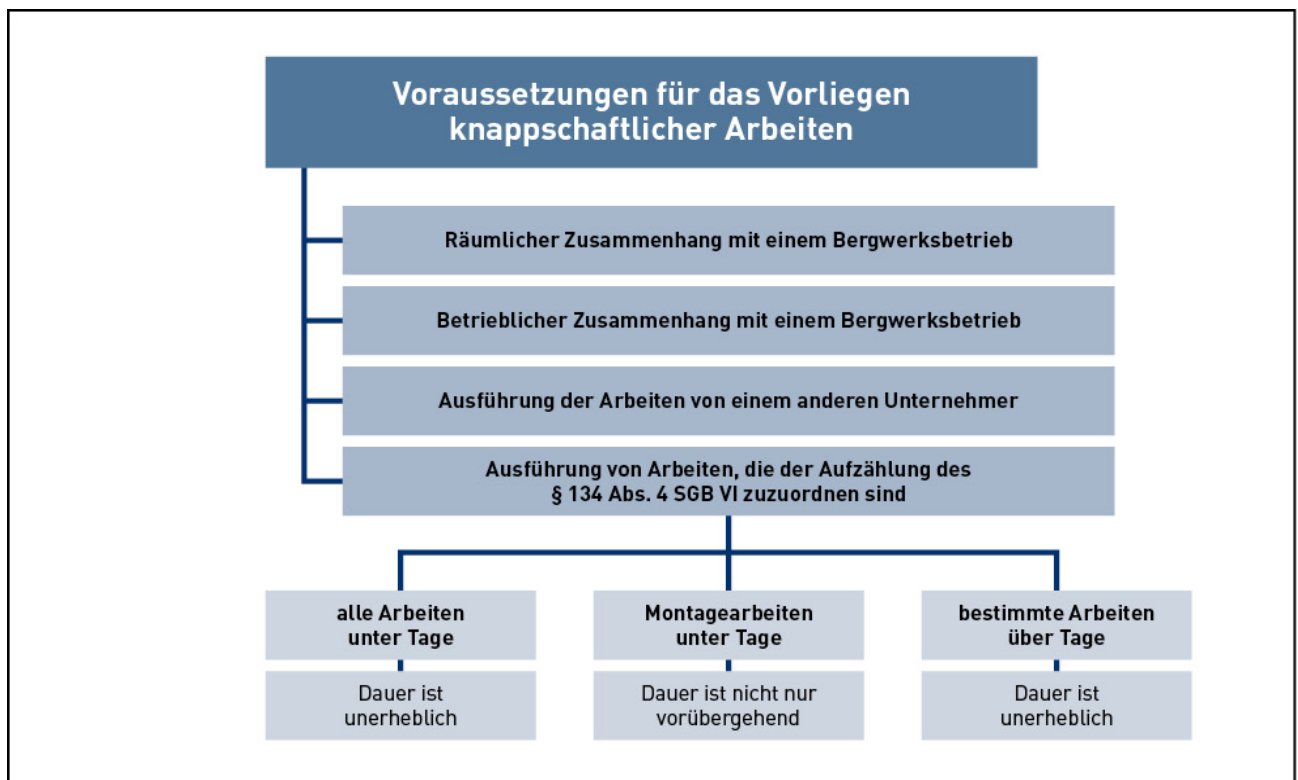 Voraussetzungen für das Vorliegen
knappschaftlicher Arbeiten
Räumlicher Zusammenhang mit einem Bergwerksbetrieb
Betrieblicher Zusammenhang mit einem Bergwerksbetrieb
Ausführung der Arbeiten von einem anderen Unternehmer
Ausführung von Arbeiten, die der Aufzählung des
§ 134 Abs. 4 SGB VI zuzuordnen sind
alle Arbeiten
unter Tage
Dauer ist
unerheblich
Montagearbeiten
unter Tage
Dauer ist nicht nur
vorübergehend
bestimmte Arbeiten
über Tage
Dauer ist
unerheblich